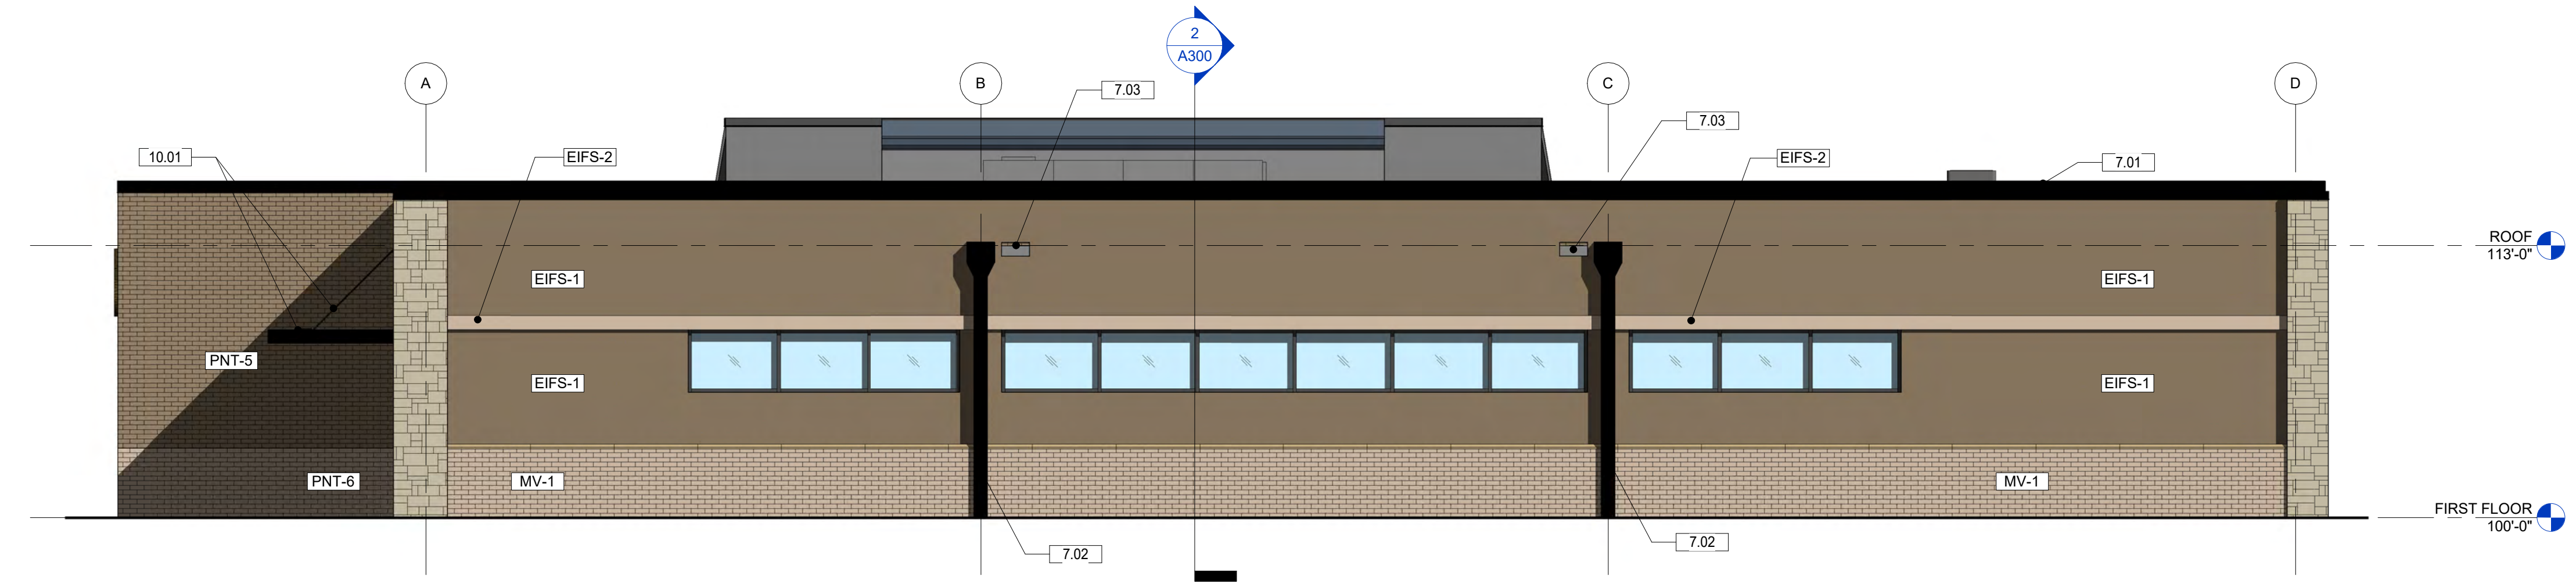 2
A300
A
B
C
D
7.03
7.03
10.01
EIFS-2
EIFS-2
7.01
ROOF
113'-0"
EIFS-1
EIFS-1
PNT-5
EIFS-1
EIFS-1
PNT-6
MV-1
MV-1
FIRST FLOOR
100'-0"
7.02
7.02